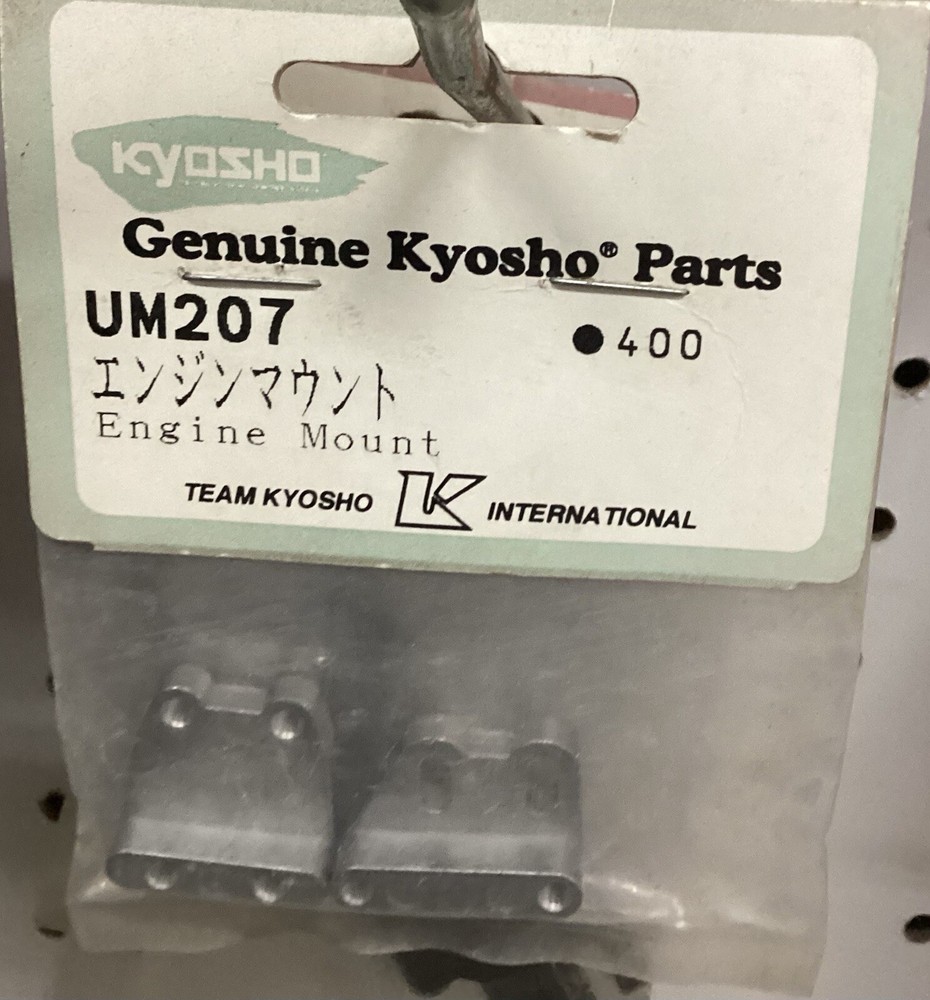 KYOSHO
Genuine Kyosho® Parts
UM207
●400
エンジンマウント
Engine Mount
TEAM KYOSHO K INTERNATIONAL